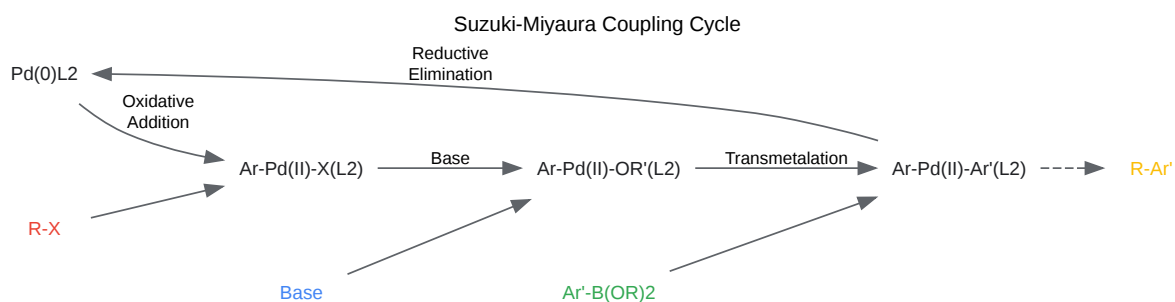 Suzuki-Miyaura Coupling Cycle
Reductive
Elimination
Pd(0)L2
Oxidative
Addition
Ar-Pd(II)-X(L2)
Base
Ar-Pd(II)-OR'(L2)
Transmetalation
Ar-Pd(II)-Ar'(L2)
R-Ar'
R-X
Base
Ar'-B(OR)2